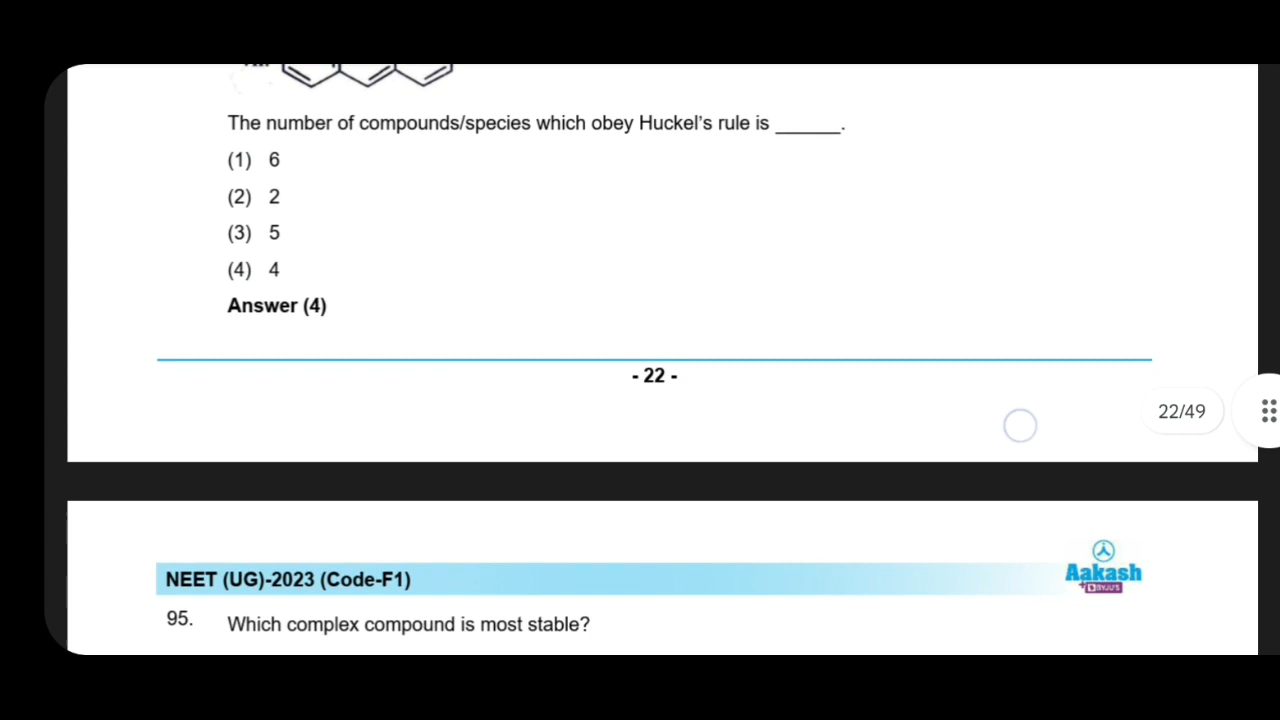 The number of compounds/species which obey Huckel's rule is ______.
(1) 6
(2) 2
(3) 5
(4) 4
Answer (4)
- 22 -
22/49
NEET (UG)-2023 (Code-F1)
Aakash
+BYJU'S
95. Which complex compound is most stable?